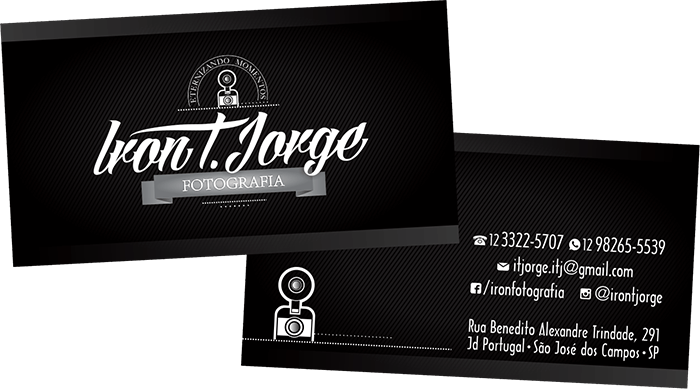 ETERNIZANDO MOMENTOS
Iron T. Jorge
FOTOGRAFIA
12 3322-5707 12 98265-5539
itjorge.itj@gmail.com
/ironfotografia @irontjorge
Rua Benedito Alexandre Trindade, 291
Jd Portugal • São José dos Campos • SP